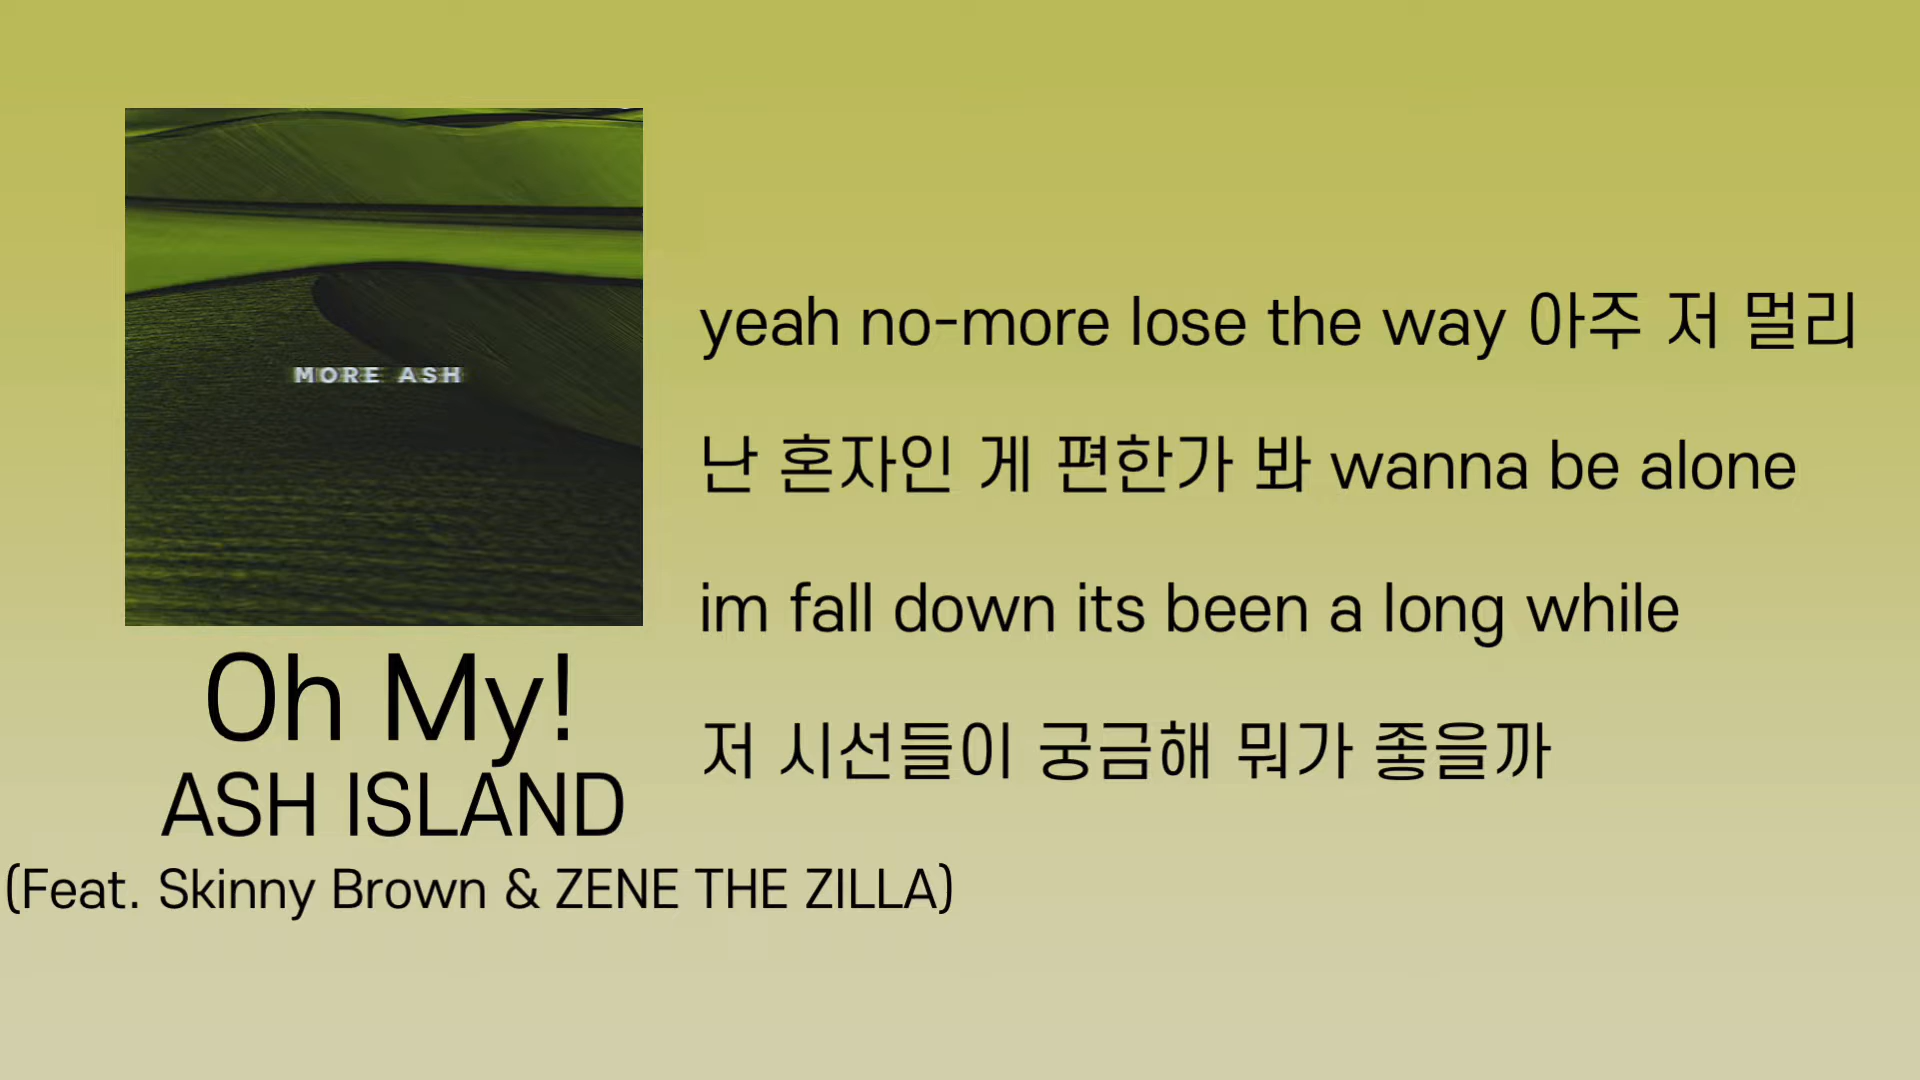 MORE ASH
Oh My!
ASH ISLAND
(Feat. Skinny Brown & ZENE THE ZILLA)
yeah no-more lose the way 아주 저 멀리
난 혼자인 게 편한가 봐 wanna be alone
im fall down its been a long while
저 시선들이 궁금해 뭐가 좋을까